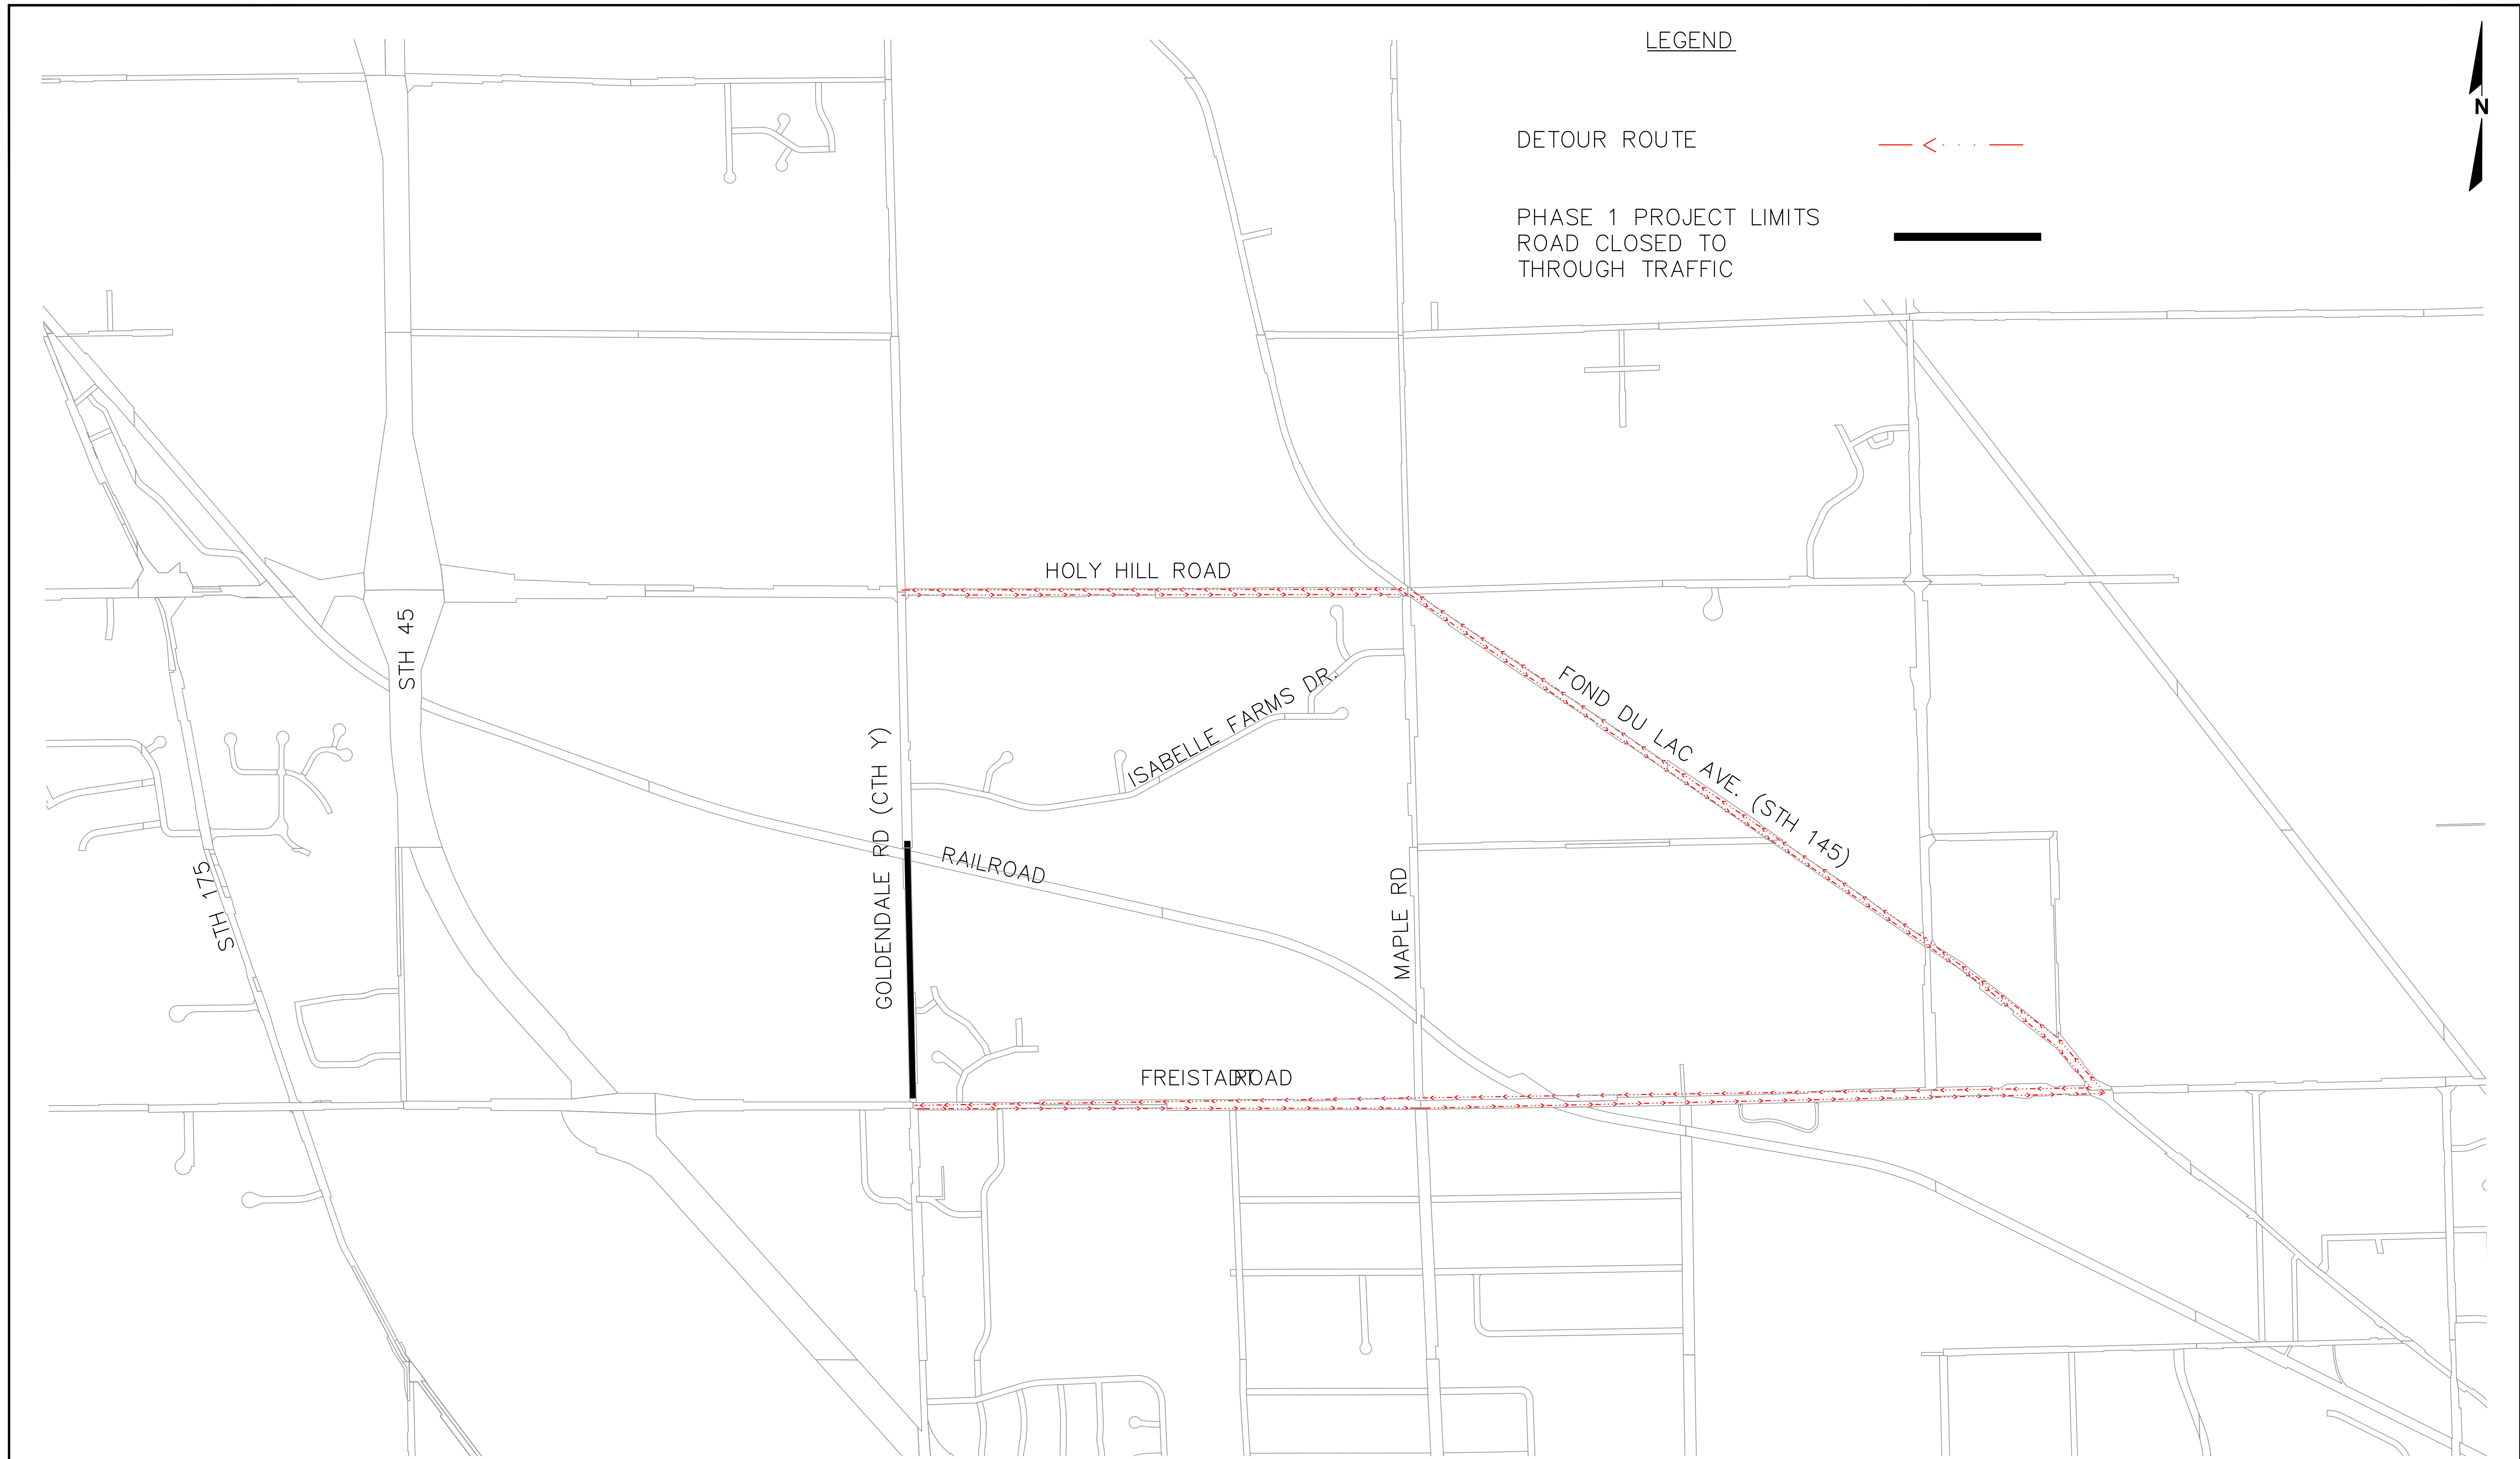 LEGEND
N
DETOUR ROUTE
PHASE 1 PROJECT LIMITS
ROAD CLOSED TO
THROUGH TRAFFIC
HOLY HILL ROAD
STH 45
FOND DU LAC AVE. (STH 145)
ISABELLE FARMS DR.
GOLDENDALE RD (CTH Y)
RAILROAD
STH 175
MAPLE RD
FREISTADT ROAD